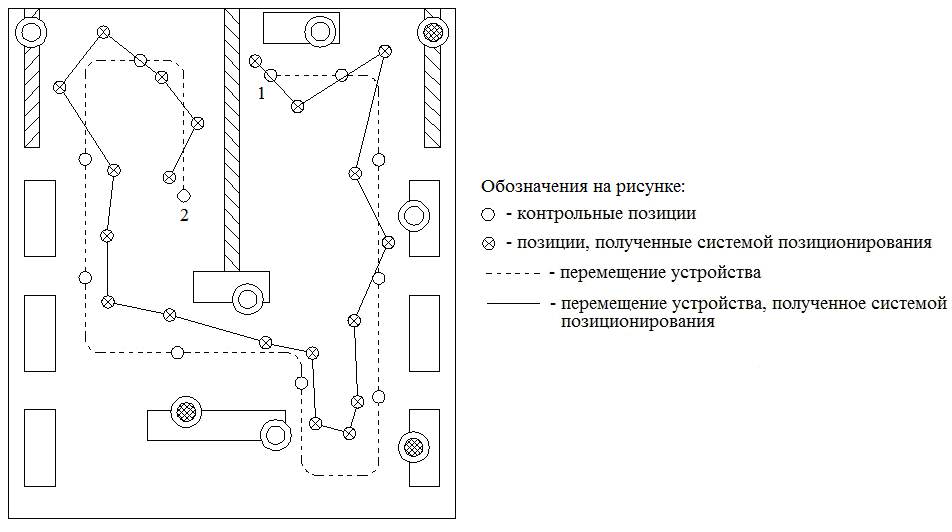 1
2
Обозначения на рисунке:
- контрольные позиции
- позиции, полученные системой позиционирования
- перемещение устройства
- перемещение устройства, полученное системой
позиционирования